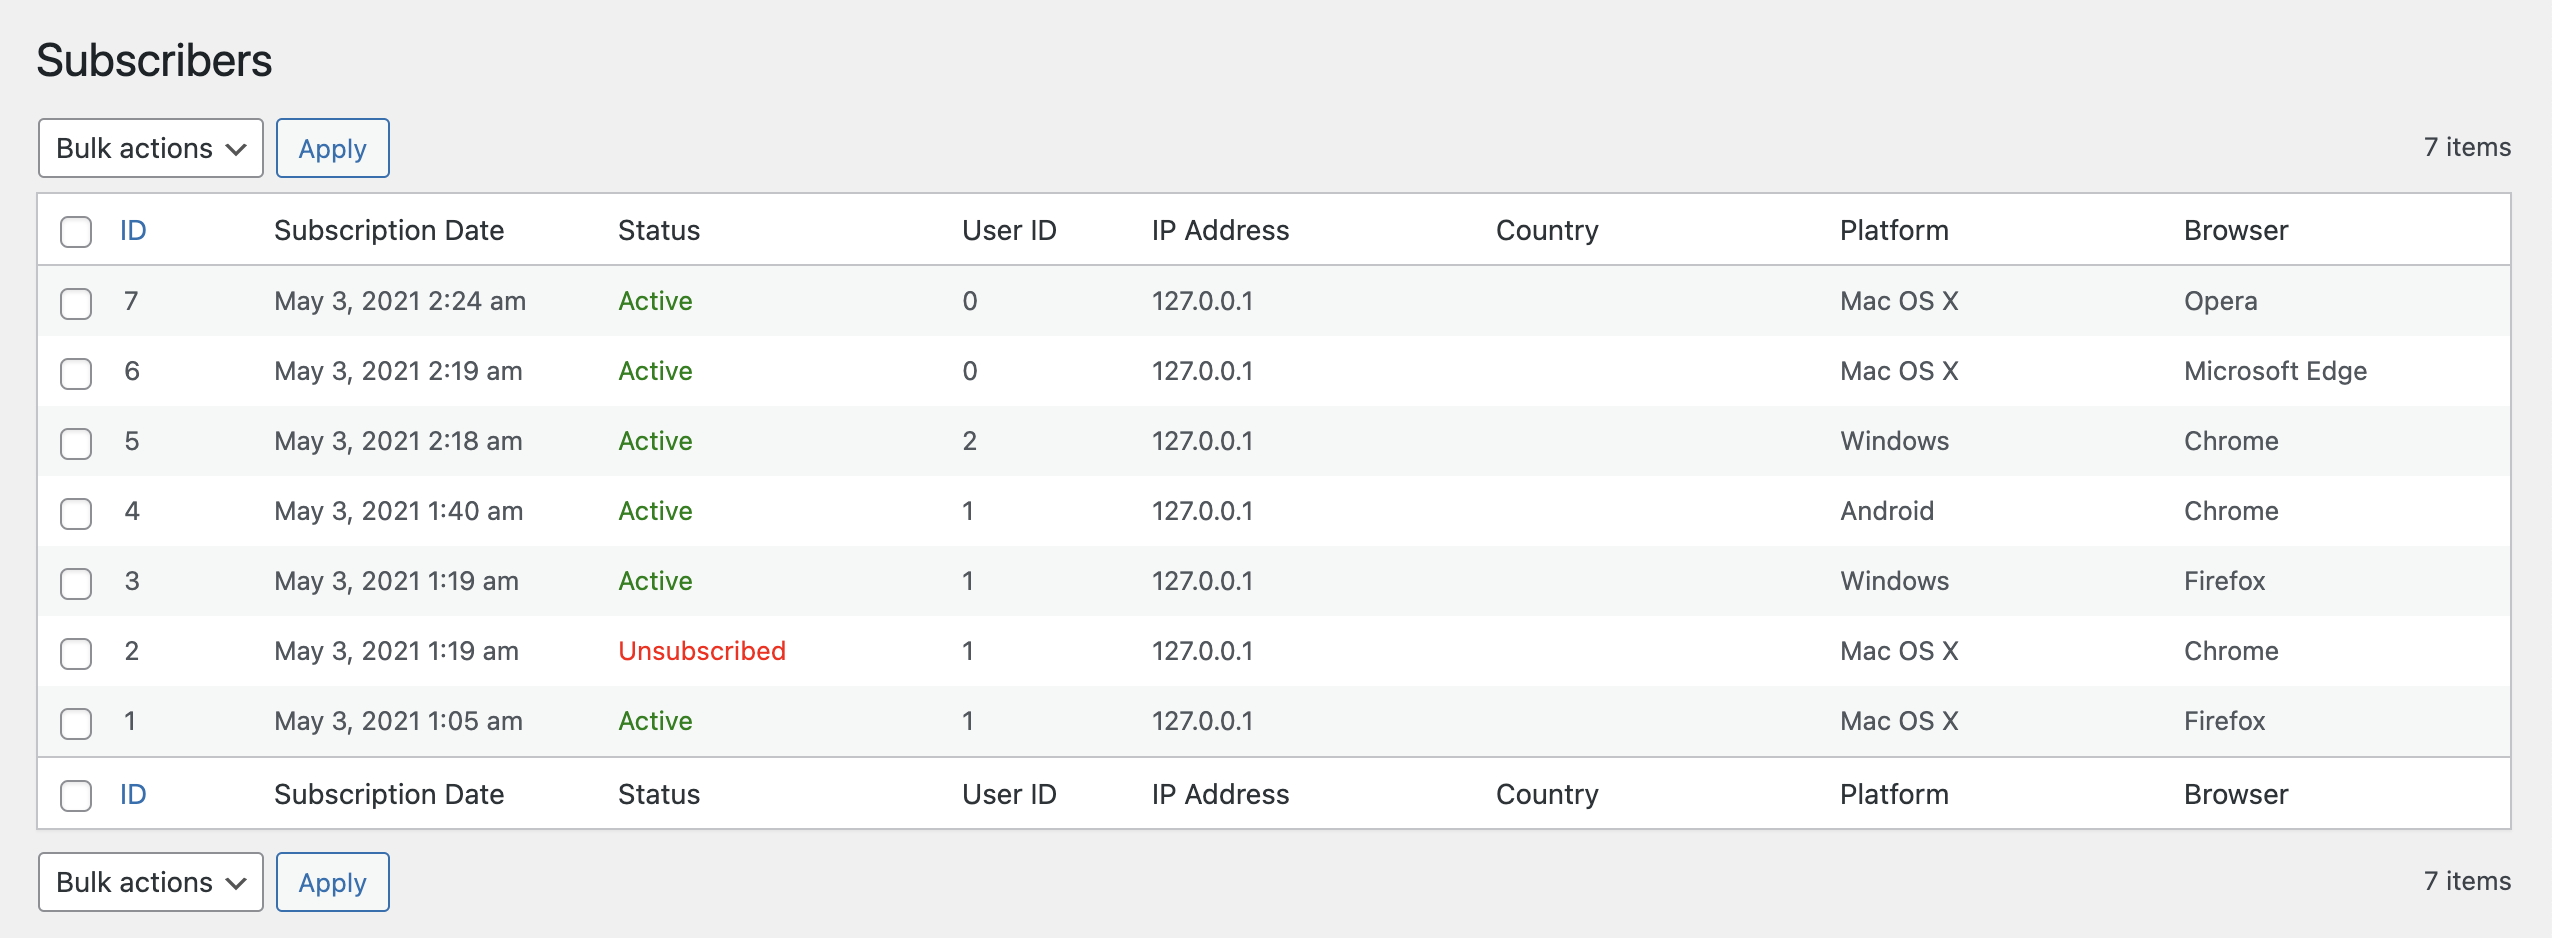 Subscribers
Bulk actions Apply 7 items
ID Subscription Date Status User ID IP Address Country Platform Browser
7 May 3, 2021 2:24 am Active 0 127.0.0.1 Mac OS X Opera
6 May 3, 2021 2:19 am Active 0 127.0.0.1 Mac OS X Microsoft Edge
5 May 3, 2021 2:18 am Active 2 127.0.0.1 Windows Chrome
4 May 3, 2021 1:40 am Active 1 127.0.0.1 Android Chrome
3 May 3, 2021 1:19 am Active 1 127.0.0.1 Windows Firefox
2 May 3, 2021 1:19 am Unsubscribed 1 127.0.0.1 Mac OS X Chrome
1 May 3, 2021 1:05 am Active 1 127.0.0.1 Mac OS X Firefox
ID Subscription Date Status User ID IP Address Country Platform Browser
Bulk actions Apply 7 items